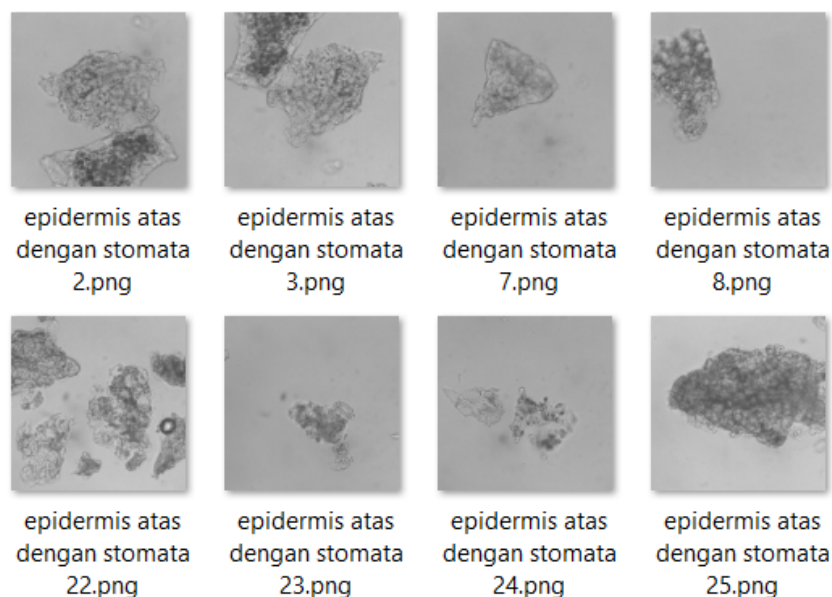 epidermis atas
dengan stomata
2.png
epidermis atas
dengan stomata
3.png
epidermis atas
dengan stomata
7.png
epidermis atas
dengan stomata
8.png
epidermis atas
dengan stomata
22.png
epidermis atas
dengan stomata
23.png
epidermis atas
dengan stomata
24.png
epidermis atas
dengan stomata
25.png